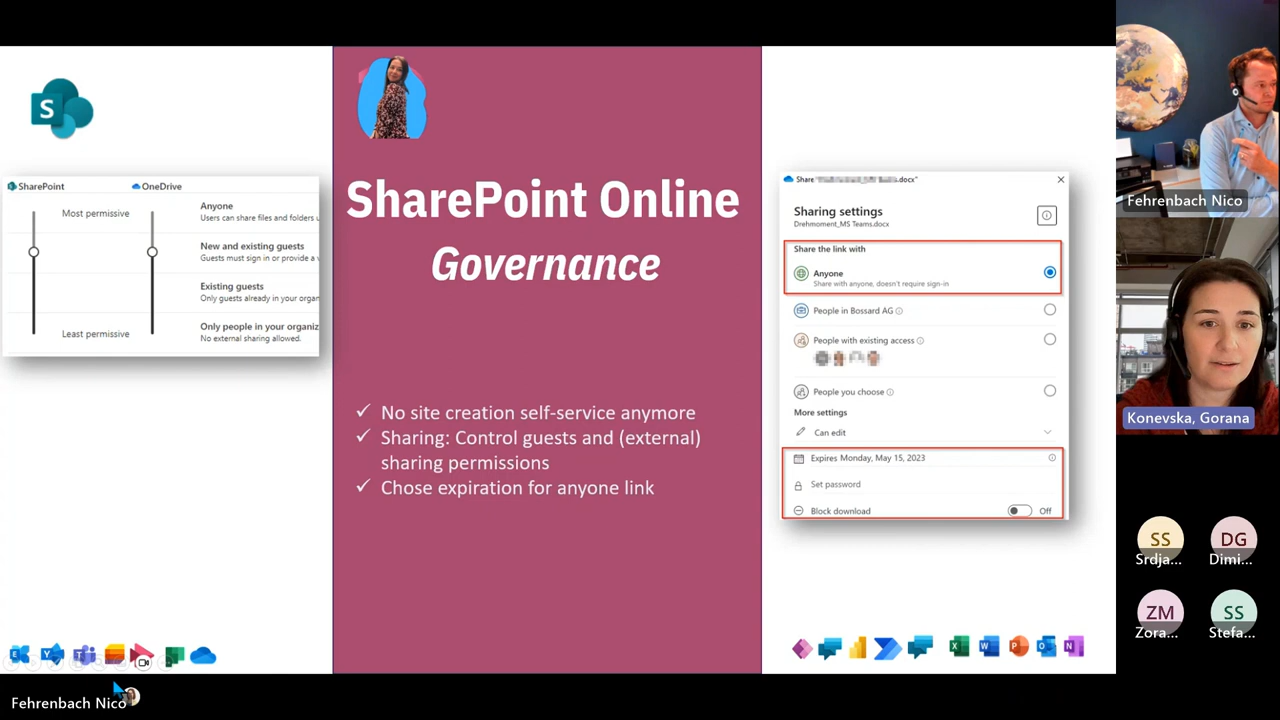 S
SharePoint
OneDrive
Most permissive
Least permissive
Anyone
Users can share files and folders u
New and existing guests
Guests must sign in or provide a v
Existing guests
Only guests already in your organ
Only people in your organiz
No external sharing allowed.
SharePoint Online
Governance
✓ No site creation self-service anymore
✓ Sharing: Control guests and (external)
sharing permissions
✓ Chose expiration for anyone link
Share "
.docx"
Sharing settings
Drehmoment_MS Teams.docx
Share the link with
Anyone
Share with anyone, doesn't require sign-in
People in Bossard AG
People with existing access
People you choose
More settings
Can edit
Expires Monday, May 15, 2023
Set password
Block download
Off
Fehrenbach Nico
Konevska, Gorana
SS
Srdja...
DG
Dimi...
ZM
Zora...
SS
Stefa...
Fehrenbach Nico